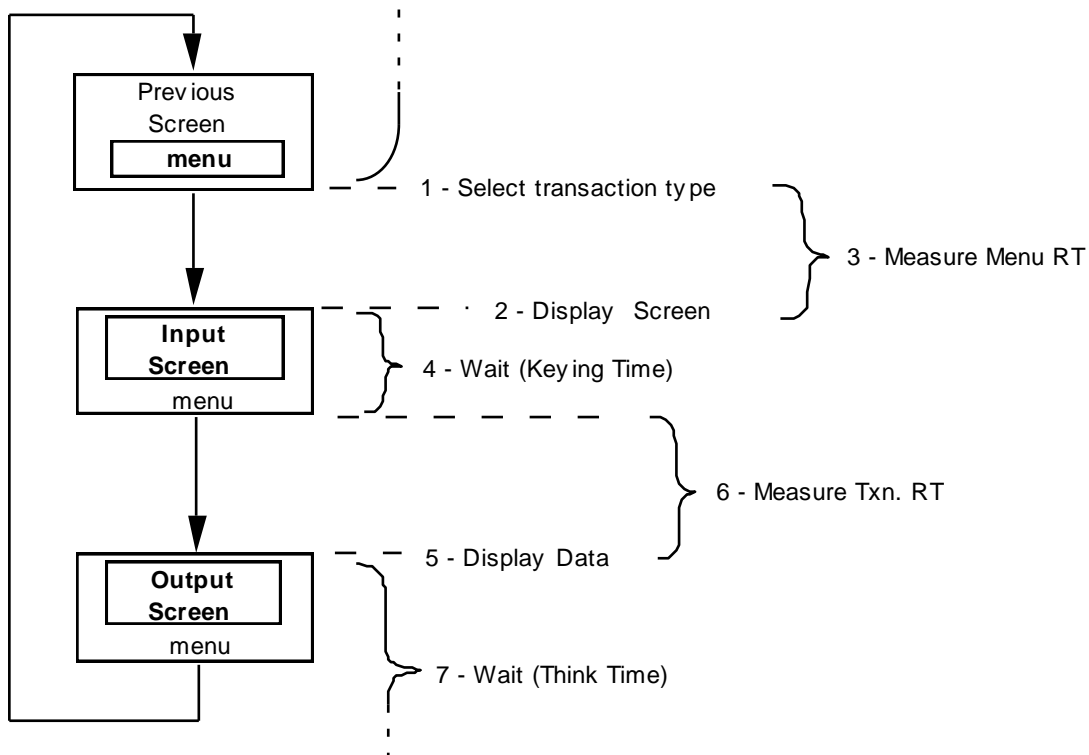 Previous
Screen
menu
1 - Select transaction type
3 - Measure Menu RT
2 - Display Screen
Input
Screen
menu
4 - Wait (Keying Time)
6 - Measure Txn. RT
5 - Display Data
Output
Screen
menu
7 - Wait (Think Time)